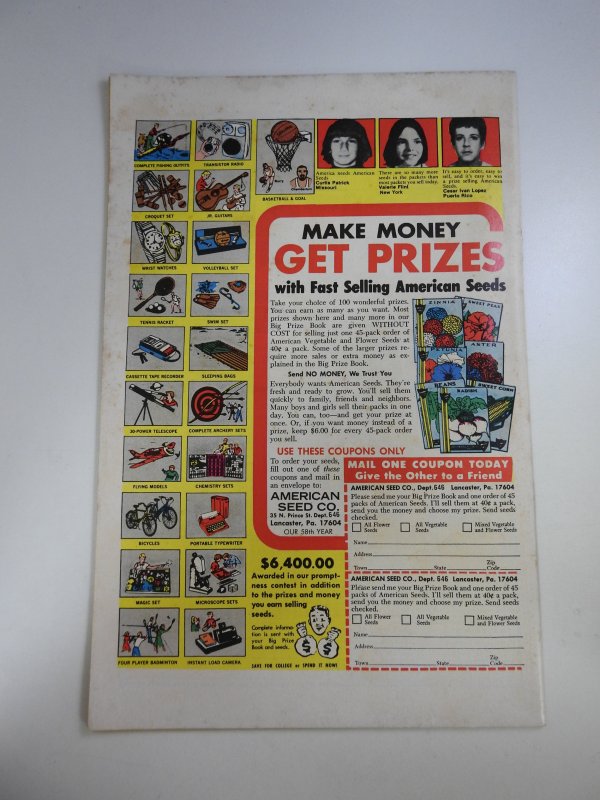 COMPLETE FISHING OUTFITS
TRANSISTOR RADIO
CROQUET SET
JR. GUITARS
BASKETBALL & GOAL
WRIST WATCHES
VOLLEYBALL SET
TENNIS RACKET
SWIM SET
CASSETTE TAPE RECORDER
SLEEPING BAGS
30-POWER TELESCOPE
COMPLETE ARCHERY SETS
FLYING MODELS
CHEMISTRY SETS
BICYCLES
PORTABLE TYPEWRITER
MAGIC SET
MICROSCOPE SETS
FOUR PLAYER BADMINTON
INSTANT LOAD CAMERA
America needs American
Seeds
Curtis Patrick
Missouri
There are so many more
seeds in the packets than
most packets you sell today.
Valerie Flint
New York
It's easy to order, easy to
sell, and it's easy to win
a prize selling American
Seeds.
Cesar Ivan Lopez
Puerto Rico
MAKE MONEY
GET PRIZES
with Fast Selling American Seeds
Take your choice of 100 wonderful prizes.
You can earn as many as you want. Most
prizes shown here and many more in our
Big Prize Book are given WITHOUT
COST for selling just one 45-pack order of
American Vegetable and Flower Seeds at
40¢ a pack. Some of the larger prizes re-
quire more sales or extra money as ex-
plained in the Big Prize Book.
Send NO MONEY, We Trust You
Everybody wants American Seeds. They're
fresh and ready to grow. You'll sell them
quickly to family, friends and neighbors.
Many boys and girls sell their packs in one
day. You can, too—and get your prize at
once. Or, if you want money instead of a
prize, keep $6.00 for every 45-pack order
you sell.
ZINNIA
SWEET PEAS
ASTER
BEANS
SWEET CORN
RADISH
USE THESE COUPONS ONLY
To order your seeds,
fill out one of these
coupons and mail in
an envelope to:
AMERICAN
SEED CO.
35 N. Prince St. Dept. 646
Lancaster, Pa. 17604
OUR 58th YEAR
$6,400.00
Awarded in our prompt-
ness contest in addition
to the prizes and money
you earn selling
seeds.
Complete informa-
tion is sent with
your Big Prize
Book and seeds.
$ $
SAVE FOR COLLEGE or SPEND IT NOW!
MAIL ONE COUPON TODAY
Give the Other to a Friend
AMERICAN SEED CO., Dept. 646 Lancaster, Pa. 17604
Please send me your Big Prize Book and one order of 45
packs of American Seeds. I'll sell them at 40¢ a pack,
send you the money and choose my prize. Send seeds
checked.
All Flower
Seeds
All Vegetable
Seeds
Mixed Vegetable
and Flower Seeds
Name
Address
Town State Zip Code
AMERICAN SEED CO., Dept. 646 Lancaster, Pa. 17604
Please send me your Big Prize Book and one order of 45
packs of American Seeds. I'll sell them at 40¢ a pack,
send you the money and choose my prize. Send seeds
checked.
All Flower
Seeds
All Vegetable
Seeds
Mixed Vegetable
and Flower Seeds
Name
Address
Town State Zip Code